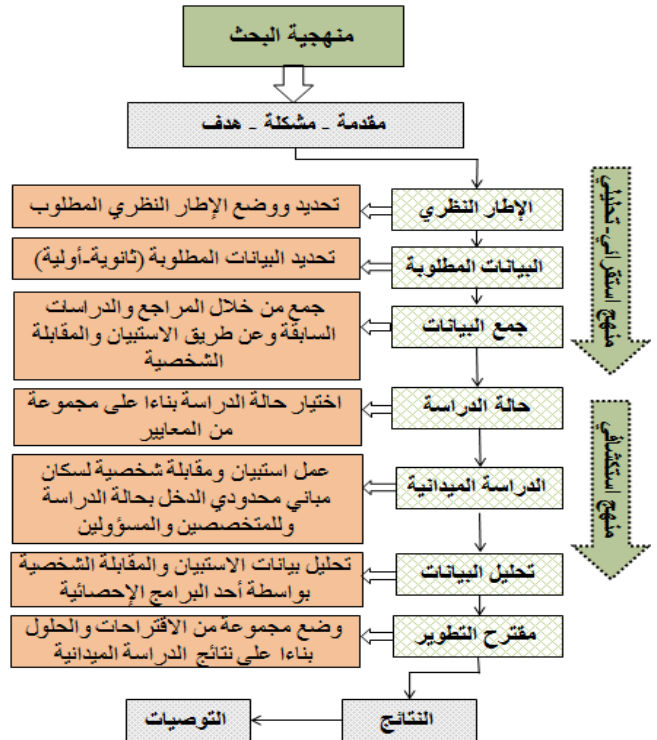 منهجية البحث
مقدمة - مشكلة - هدف
منهج استقرائي-تحليلي
الإطار النظري
تحديد ووضع الإطار النظري المطلوب
البيانات المطلوبة
تحديد البيانات المطلوبة (ثانوية-أولية)
جمع البيانات
جمع من خلال المراجع والدراسات
السابقة وعن طريق الاستبيان والمقابلة
الشخصية
منهج استكشافي
حالة الدراسة
اختيار حالة الدراسة بناءا على مجموعة
من المعايير
الدراسة الميدانية
عمل استبيان ومقابلة شخصية لسكان
مباني محدودي الدخل بحالة الدراسة
وللمتخصصين والمسؤولين
تحليل البيانات
تحليل بيانات الاستبيان والمقابلة الشخصية
بواسطة أحد البرامج الإحصائية
مقترح التطوير
وضع مجموعة من الاقتراحات والحلول
بناءا على نتائج الدراسة الميدانية
النتائج
التوصيات